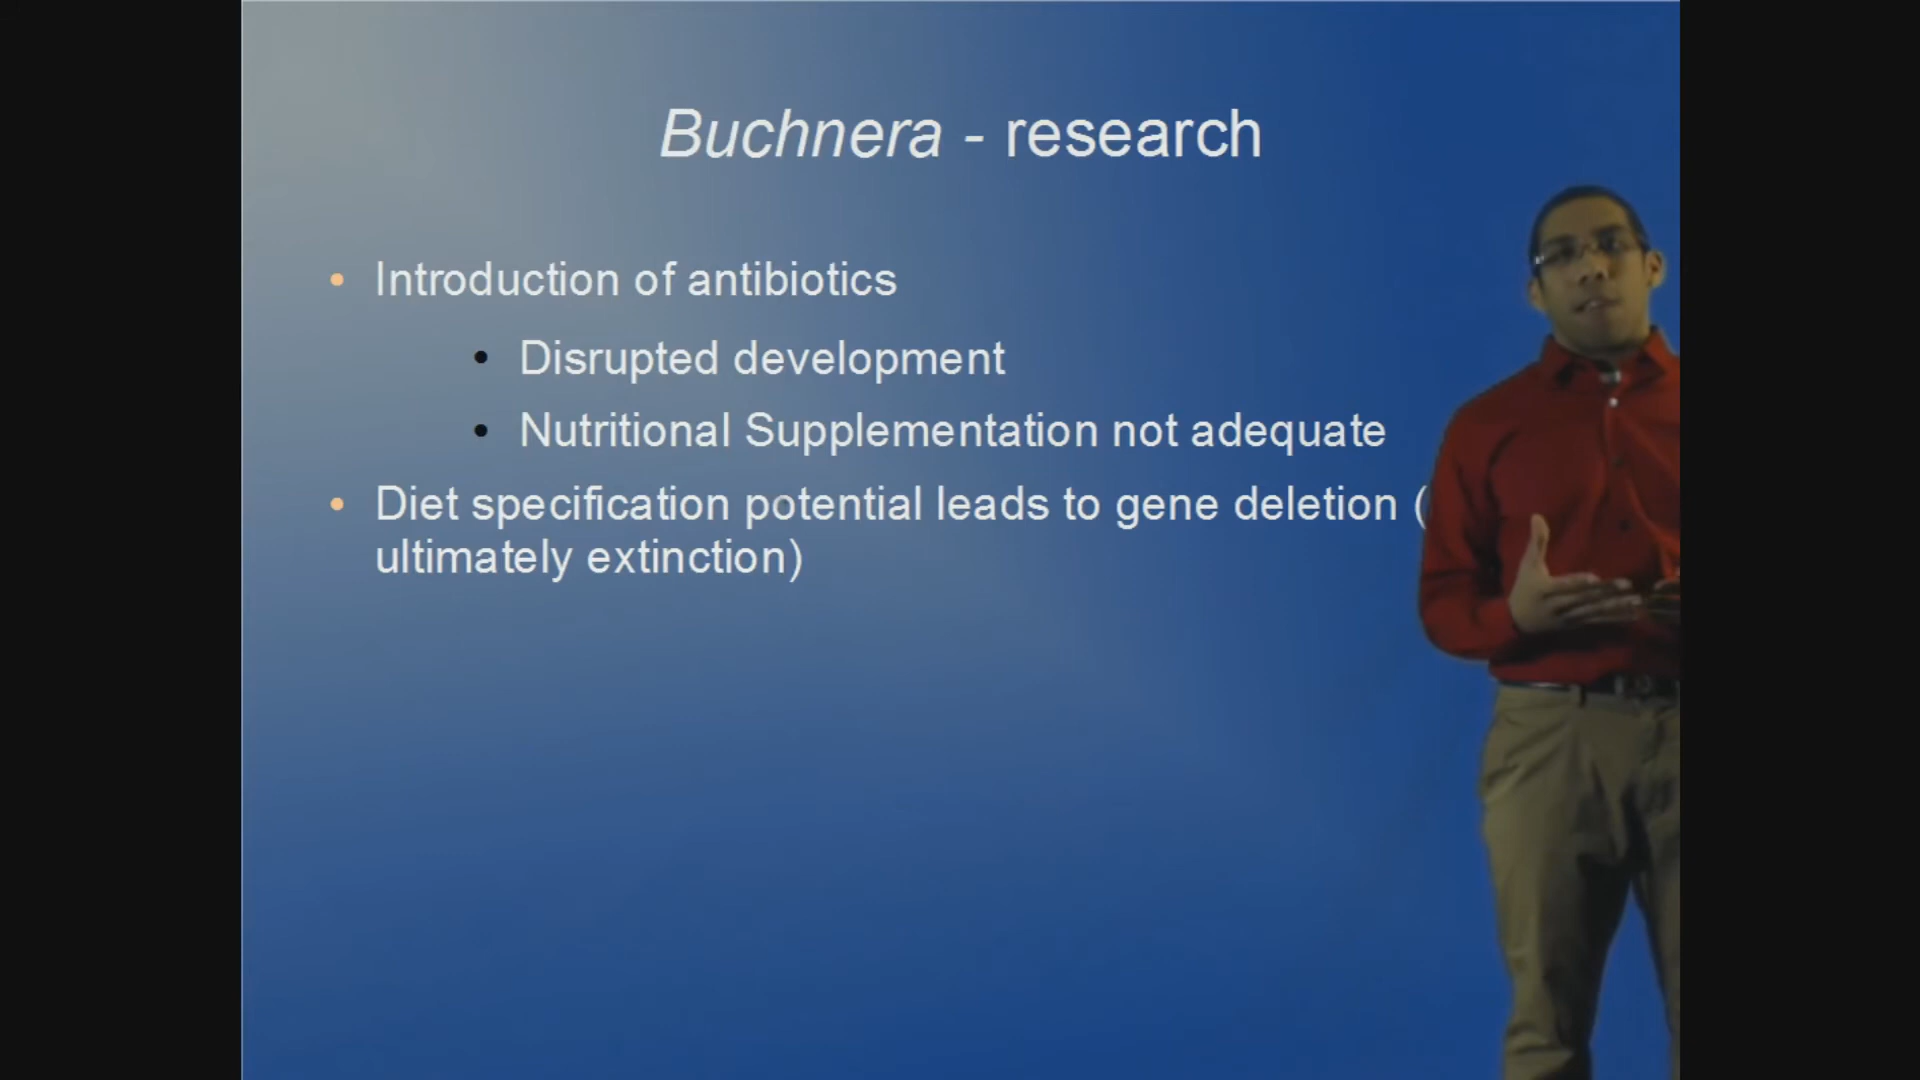 Buchnera - research
• Introduction of antibiotics
• Disrupted development
• Nutritional Supplementation not adequate
• Diet specification potential leads to gene deletion (
ultimately extinction)